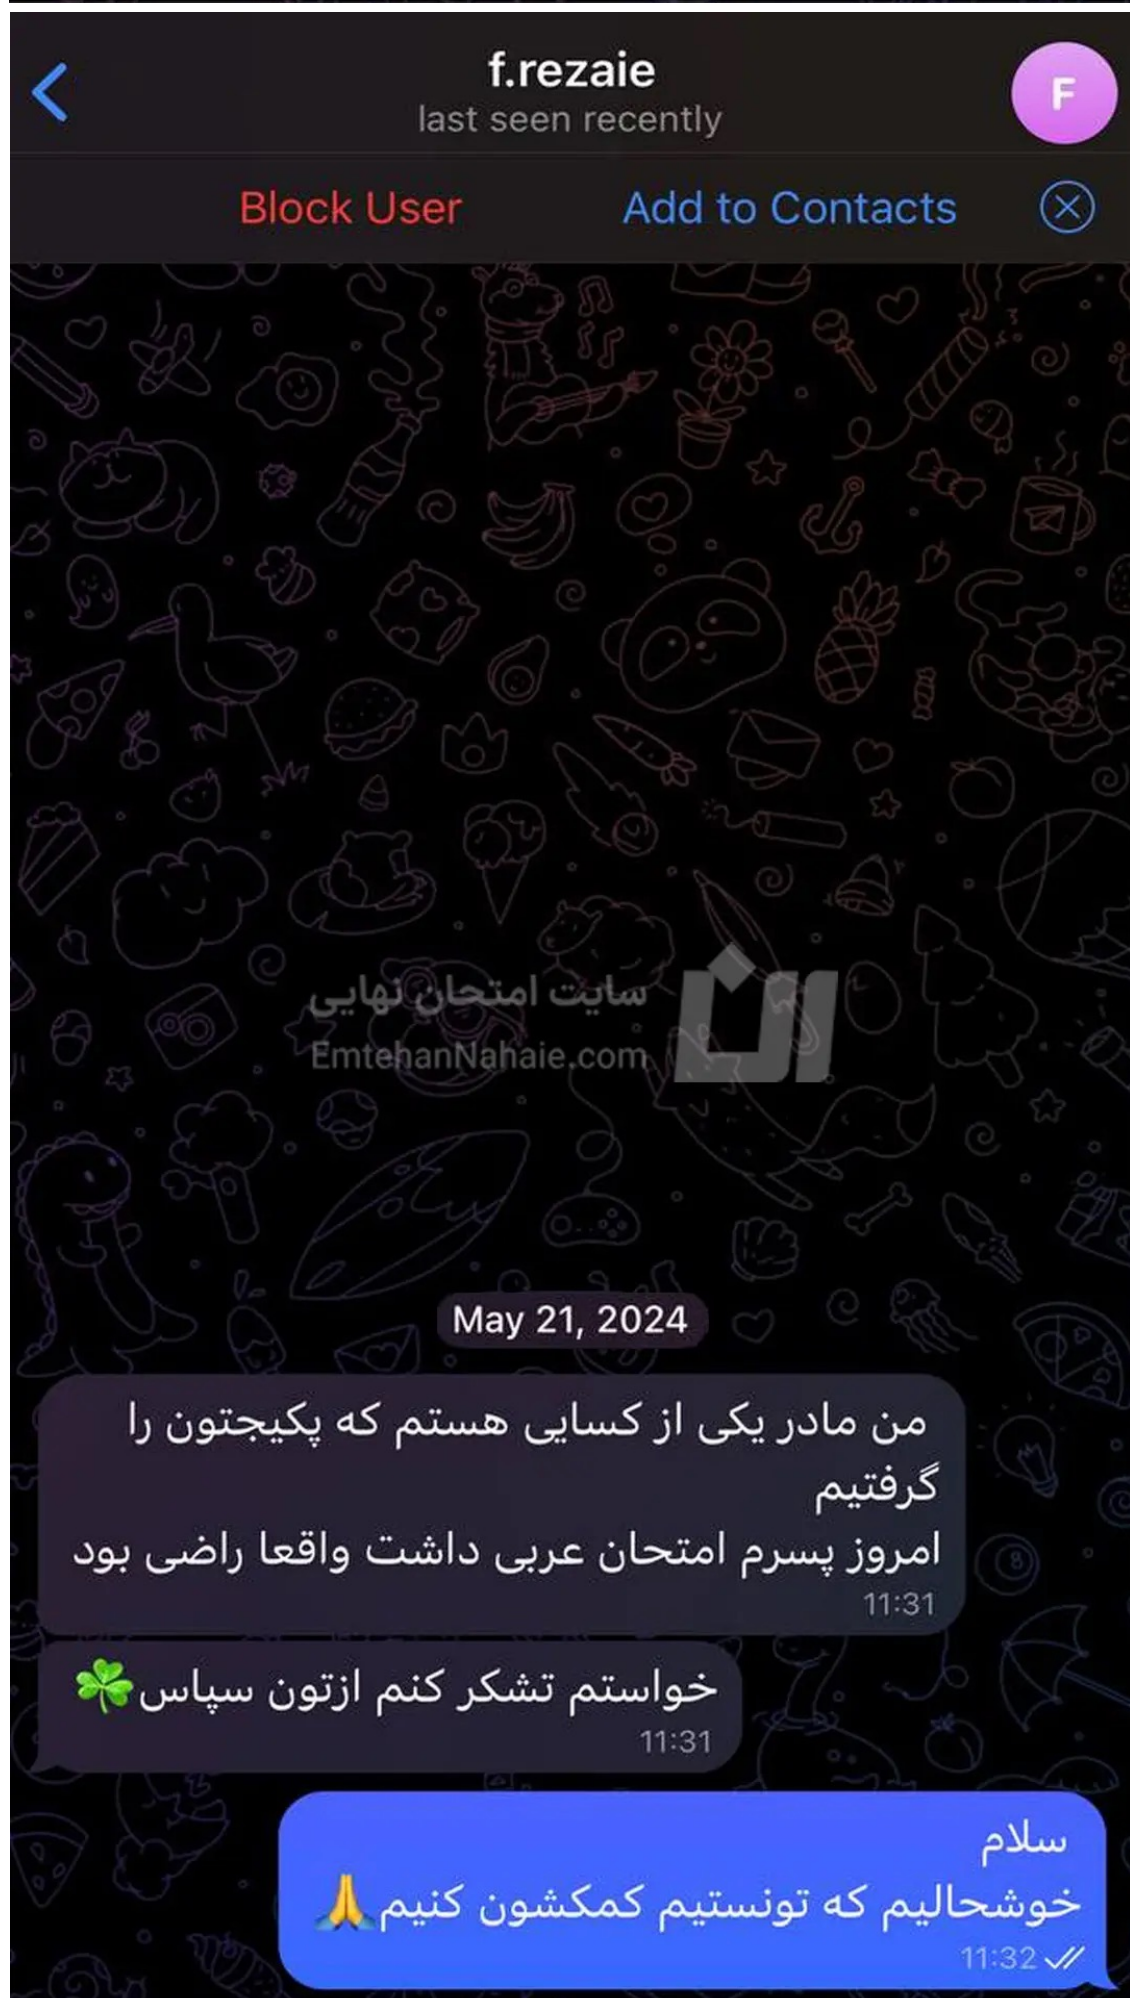 f.rezaie
F
last seen recently
Block User
Add to Contacts
سایت امتحان نهایی
EmtehanNahaie.com
May 21, 2024
من مادر یکی از کسایی هستم که پکیجتون را
گرفتیم
امروز پسرم امتحان عربی داشت واقعا راضی بود
11:31
خواستم تشکر کنم ازتون سپاس☘️
11:31
سلام
خوشحالیم که تونستیم کمکشون کنیم🙏
11:32